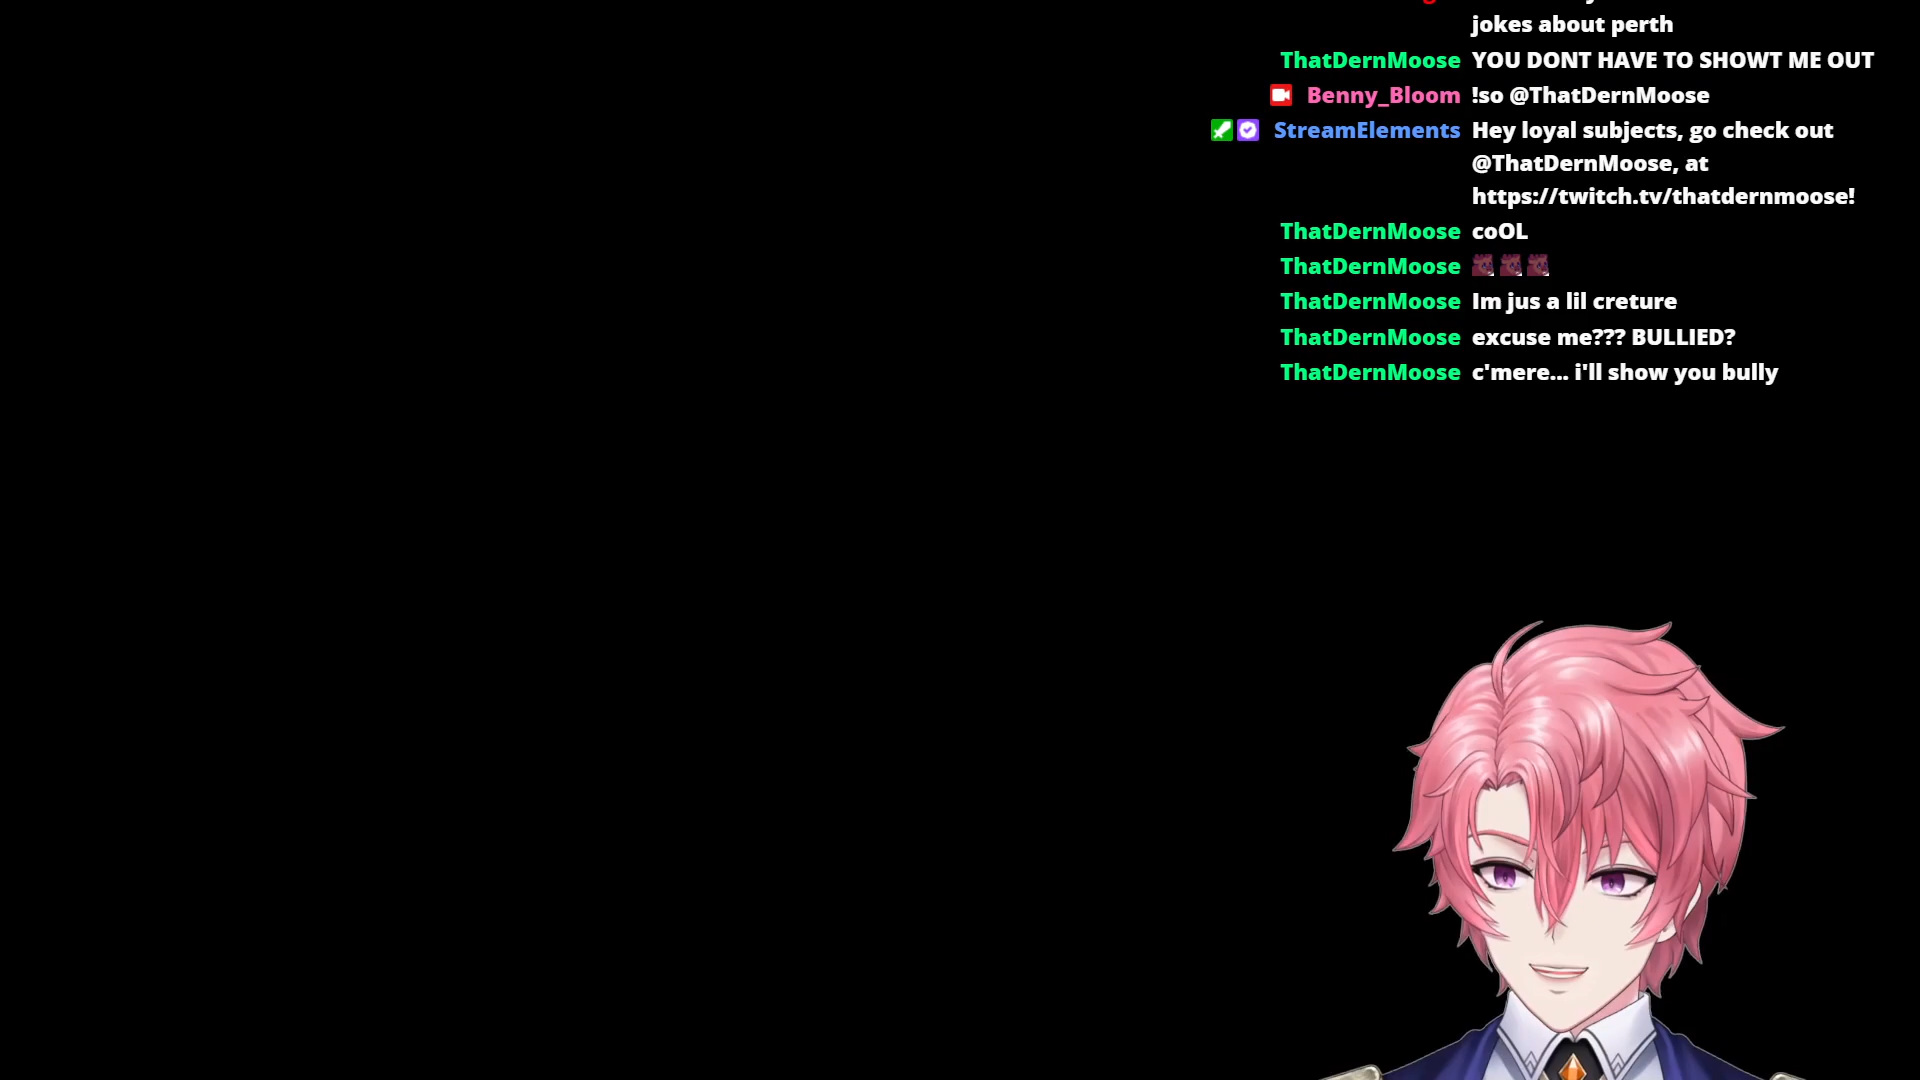 jokes about perth
ThatDernMoose YOU DONT HAVE TO SHOWT ME OUT
Benny_Bloom !so @ThatDernMoose
StreamElements Hey loyal subjects, go check out
@ThatDernMoose, at
https://twitch.tv/thatdernmoose!
ThatDernMoose coOL
ThatDernMoose
ThatDernMoose Im jus a lil creture
ThatDernMoose excuse me??? BULLIED?
ThatDernMoose c'mere... i'll show you bully